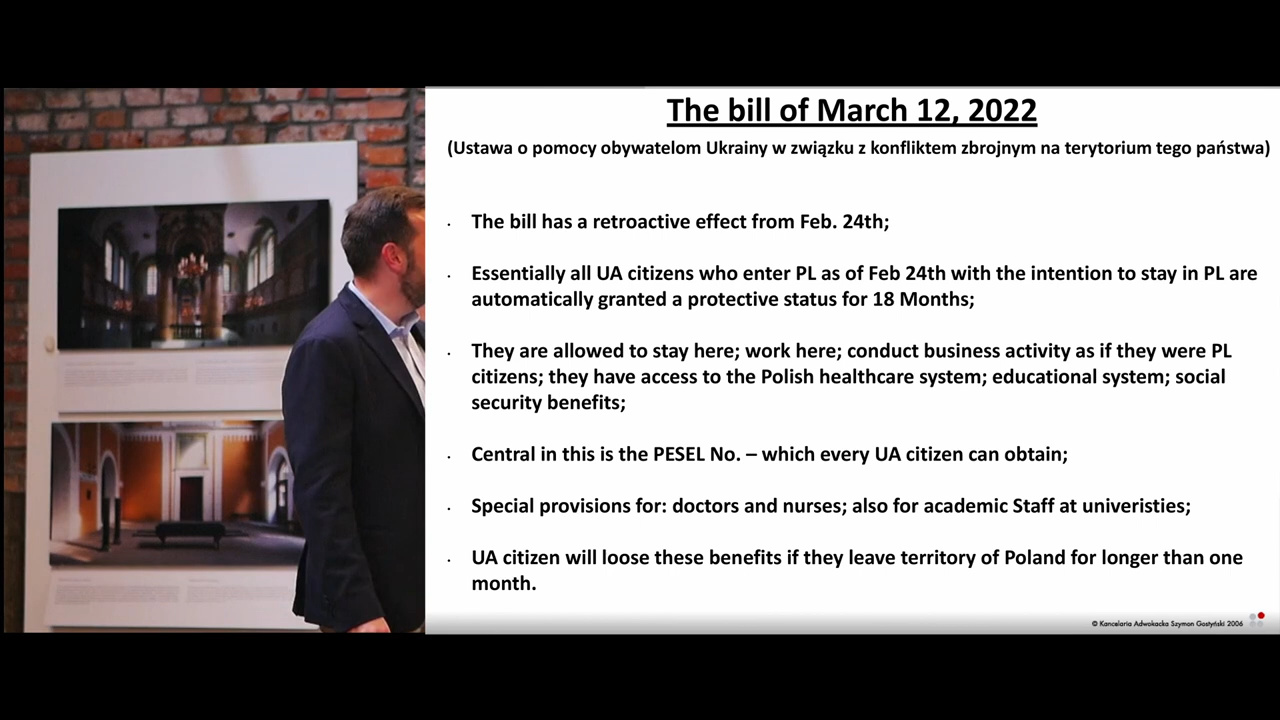 The bill of March 12, 2022
(Ustawa o pomocy obywatelom Ukrainy w związku z konfliktem zbrojnym na terytorium tego państwa)
· The bill has a retroactive effect from Feb. 24th;
· Essentially all UA citizens who enter PL as of Feb 24th with the intention to stay in PL are
automatically granted a protective status for 18 Months;
· They are allowed to stay here; work here; conduct business activity as if they were PL
citizens; they have access to the Polish healthcare system; educational system; social
security benefits;
· Central in this is the PESEL No. – which every UA citizen can obtain;
· Special provisions for: doctors and nurses; also for academic Staff at univeristies;
· UA citizen will loose these benefits if they leave territory of Poland for longer than one
month.
© Kancelaria Adwokacka Szymon Gostyński 2006